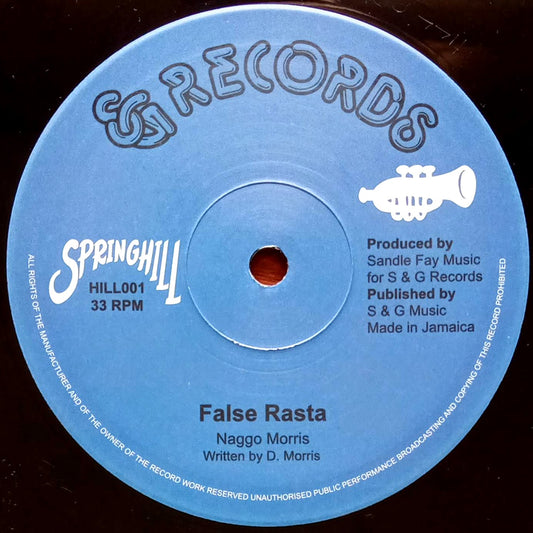 SG RECORDS
SPRINGHILL
HILL001
33 RPM
Produced by
Sandle Fay Music
for S & G Records
Published by
S & G Music
Made in Jamaica
False Rasta
Naggo Morris
Written by D. Morris
ALL RIGHTS OF THE MANUFACTURER AND OF THE OWNER OF THE RECORD WORK RESERVED UNAUTHORISED PUBLIC PERFORMANCE BROADCASTING AND COPYING OF THIS RECORD PROHIBITED